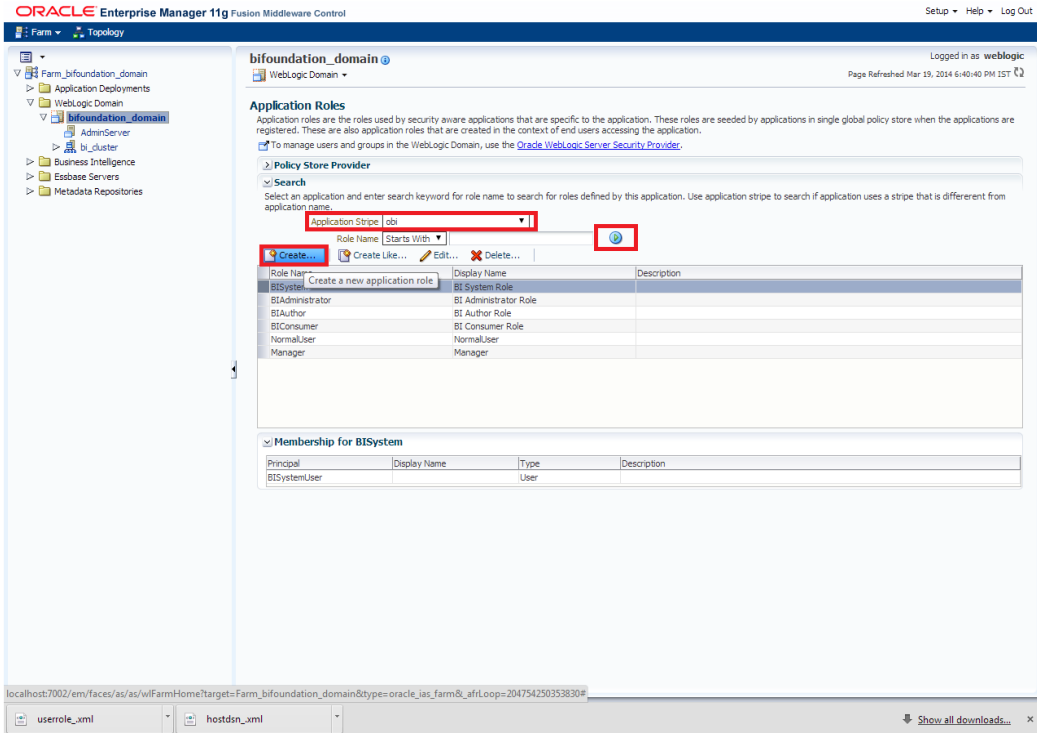 ORACLE Enterprise Manager 11g Fusion Middleware Control
Setup Help Log Out
Farm Topology
Farm_bifoundation_domain
Application Deployments
WebLogic Domain
bifoundation_domain
AdminServer
bi_cluster
Business Intelligence
Essbase Servers
Metadata Repositories
bifoundation_domain
Logged in as weblogic
WebLogic Domain
Page Refreshed Mar 19, 2014 6:40:40 PM IST
Application Roles
Application roles are the roles used by security aware applications that are specific to the application. These roles are seeded by applications in single global policy store when the applications are
registered. These are also application roles that are created in the context of end users accessing the application.
To manage users and groups in the WebLogic Domain, use the Oracle WebLogic Server Security Provider.
Policy Store Provider
Search
Select an application and enter search keyword for role name to search for roles defined by this application. Use application stripe to search if application uses a stripe that is differerent from
application name.
Application Stripe obi
Role Name Starts With
Create... Create Like... Edit... Delete...
Role Name Display Name Description
Create a new application role
BISystem BI System Role
BIAdministrator BI Administrator Role
BIAuthor BI Author Role
BIConsumer BI Consumer Role
NormalUser NormalUser
Manager Manager
Membership for BISystem
Principal Display Name Type Description
BISystemUser User
localhost:7002/em/faces/as/as/wlFarmHome?target=Farm_bifoundation_domain&type=oracle_ias_farm&_afrLoop=204754250353830#
userrole_.xml hostdsn_.xml Show all downloads...